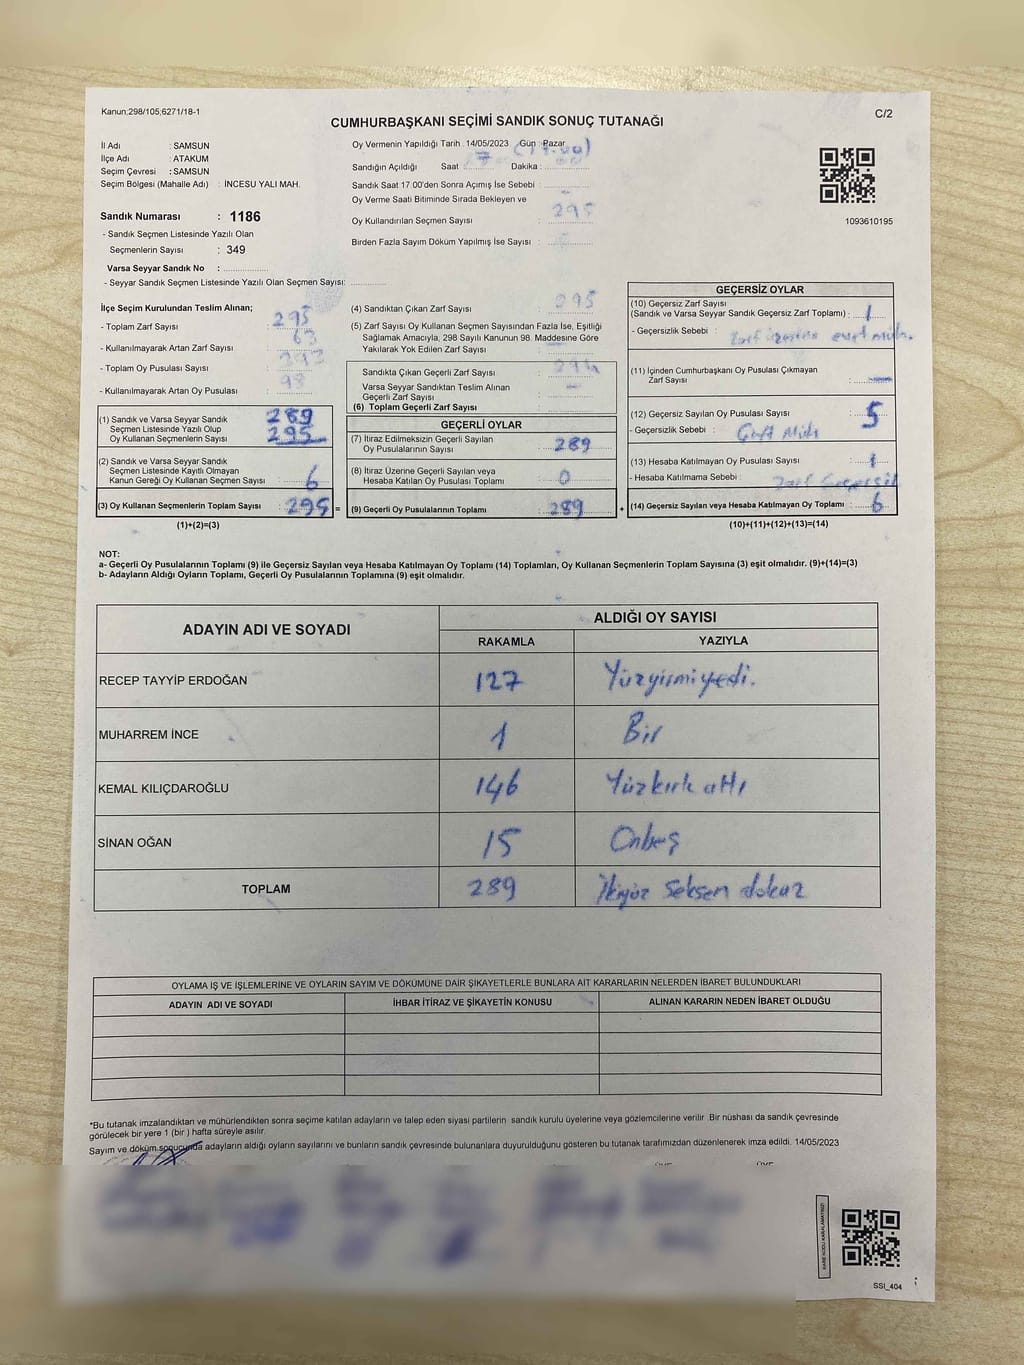 Kanun;298/105;6271/18-1
C/2
CUMHURBAŞKANI SEÇİMİ SANDIK SONUÇ TUTANAĞI
İl Adı : SAMSUN
İlçe Adı : ATAKUM
Seçim Çevresi : SAMSUN
Seçim Bölgesi (Mahalle Adı) : İNCESU YALI MAH.
Sandık Numarası : 1186
- Sandık Seçmen Listesinde Yazılı Olan
Seçmenlerin Sayısı : 349
Varsa Seyyar Sandık No :
- Seyyar Sandık Seçmen Listesinde Yazılı Olan Seçmen Sayısı:
Oy Vermenin Yapıldığı Tarih : 14/05/2023 Gün : Pazar
Sandığın Açıldığı Saat : 17 Dakika :
Sandık Saat 17.00'den Sonra Açımış İse Sebebi :
Oy Verme Saati Bitiminde Sırada Bekleyen ve
Oy Kullandırılan Seçmen Sayısı : 295
Birden Fazla Sayım Döküm Yapılmış İse Sayısı :
1093610195
İlçe Seçim Kurulundan Teslim Alınan;
- Toplam Zarf Sayısı : 295
- Kullanılmayarak Artan Zarf Sayısı : 63
- Toplam Oy Pusulası Sayısı : 393
- Kullanılmayarak Artan Oy Pusulası : 98
(1) Sandık ve Varsa Seyyar Sandık 289
Seçmen Listesinde Yazılı Olup
Oy Kullanan Seçmenlerin Sayısı : 295
(2) Sandık ve Varsa Seyyar Sandık
Seçmen Listesinde Kayıtlı Olmayan
Kanun Gereği Oy Kullanan Seçmen Sayısı : 6
(3) Oy Kullanan Seçmenlerin Toplam Sayısı : 295 =
(1)+(2)=(3)
(4) Sandıktan Çıkan Zarf Sayısı : 295
(5) Zarf Sayısı Oy Kullanan Seçmen Sayısından Fazla İse, Eşitliği
Sağlamak Amacıyla, 298 Sayılı Kanunun 98. Maddesine Göre
Yakılarak Yok Edilen Zarf Sayısı :
Sandıkta Çıkan Geçerli Zarf Sayısı : 294
Varsa Seyyar Sandıktan Teslim Alınan
Geçerli Zarf Sayısı : –
(6) Toplam Geçerli Zarf Sayısı :
GEÇERLİ OYLAR
(7) İtiraz Edilmeksizin Geçerli Sayılan
Oy Pusulalarının Sayısı : 289
(8) İtiraz Üzerine Geçerli Sayılan veya
Hesaba Katılan Oy Pusulası Toplamı : 0
(9) Geçerli Oy Pusulalarının Toplamı : 289 +
GEÇERSİZ OYLAR
(10) Geçersiz Zarf Sayısı
(Sandık ve Varsa Seyyar Sandık Geçersiz Zarf Toplamı) : 1
- Geçersizlik Sebebi : Zarf üzerine evet müh.
(11) İçinden Cumhurbaşkanı Oy Pusulası Çıkmayan
Zarf Sayısı : –
(12) Geçersiz Sayılan Oy Pusulası Sayısı : 5
- Geçersizlik Sebebi : Çift Müh
(13) Hesaba Katılmayan Oy Pusulası Sayısı : 1
- Hesaba Katılmama Sebebi : Zarf Geçersiz
(14) Geçersiz Sayılan veya Hesaba Katılmayan Oy Toplamı : 6
(10)+(11)+(12)+(13)=(14)
NOT:
a- Geçerli Oy Pusulalarının Toplamı (9) ile Geçersiz Sayılan veya Hesaba Katılmayan Oy Toplamı (14) Toplamları, Oy Kullanan Seçmenlerin Toplam Sayısına (3) eşit olmalıdır. (9)+(14)=(3)
b- Adayların Aldığı Oyların Toplamı, Geçerli Oy Pusulalarının Toplamına (9) eşit olmalıdır.
ADAYIN ADI VE SOYADI
ALDIĞI OY SAYISI
RAKAMLA YAZIYLA
RECEP TAYYİP ERDOĞAN 127 Yüzyirmiyedi.
MUHARREM İNCE 1 Bir
KEMAL KILIÇDAROĞLU 146 Yüzkırk altı
SİNAN OĞAN 15 Onbeş
TOPLAM 289 İkiyüz Seksen dokuz
OYLAMA İŞ VE İŞLEMLERİNE VE OYLARIN SAYIM VE DÖKÜMÜNE DAİR ŞİKAYETLERLE BUNLARA AİT KARARLARIN NELERDEN İBARET BULUNDUKLARI
ADAYIN ADI VE SOYADI İHBAR İTİRAZ VE ŞİKAYETİN KONUSU ALINAN KARARIN NEDEN İBARET OLDUĞU
*Bu tutanak imzalandıktan ve mühürlendikten sonra seçime katılan adayların ve talep eden siyasi partilerin sandık kurulu üyelerine veya gözlemcilerine verilir .Bir nüshası da sandık çevresinde
görülecek bir yere 1 (bir ) hafta süreyle asılır
Sayım ve döküm sonucunda adayların aldığı oyların sayılarını ve bunların sandık çevresinde bulunanlara duyurulduğunu gösteren bu tutanak tarafımızdan düzenlenerek imza edildi. 14/05/2023
ÜYE ÜYE
SSI_404